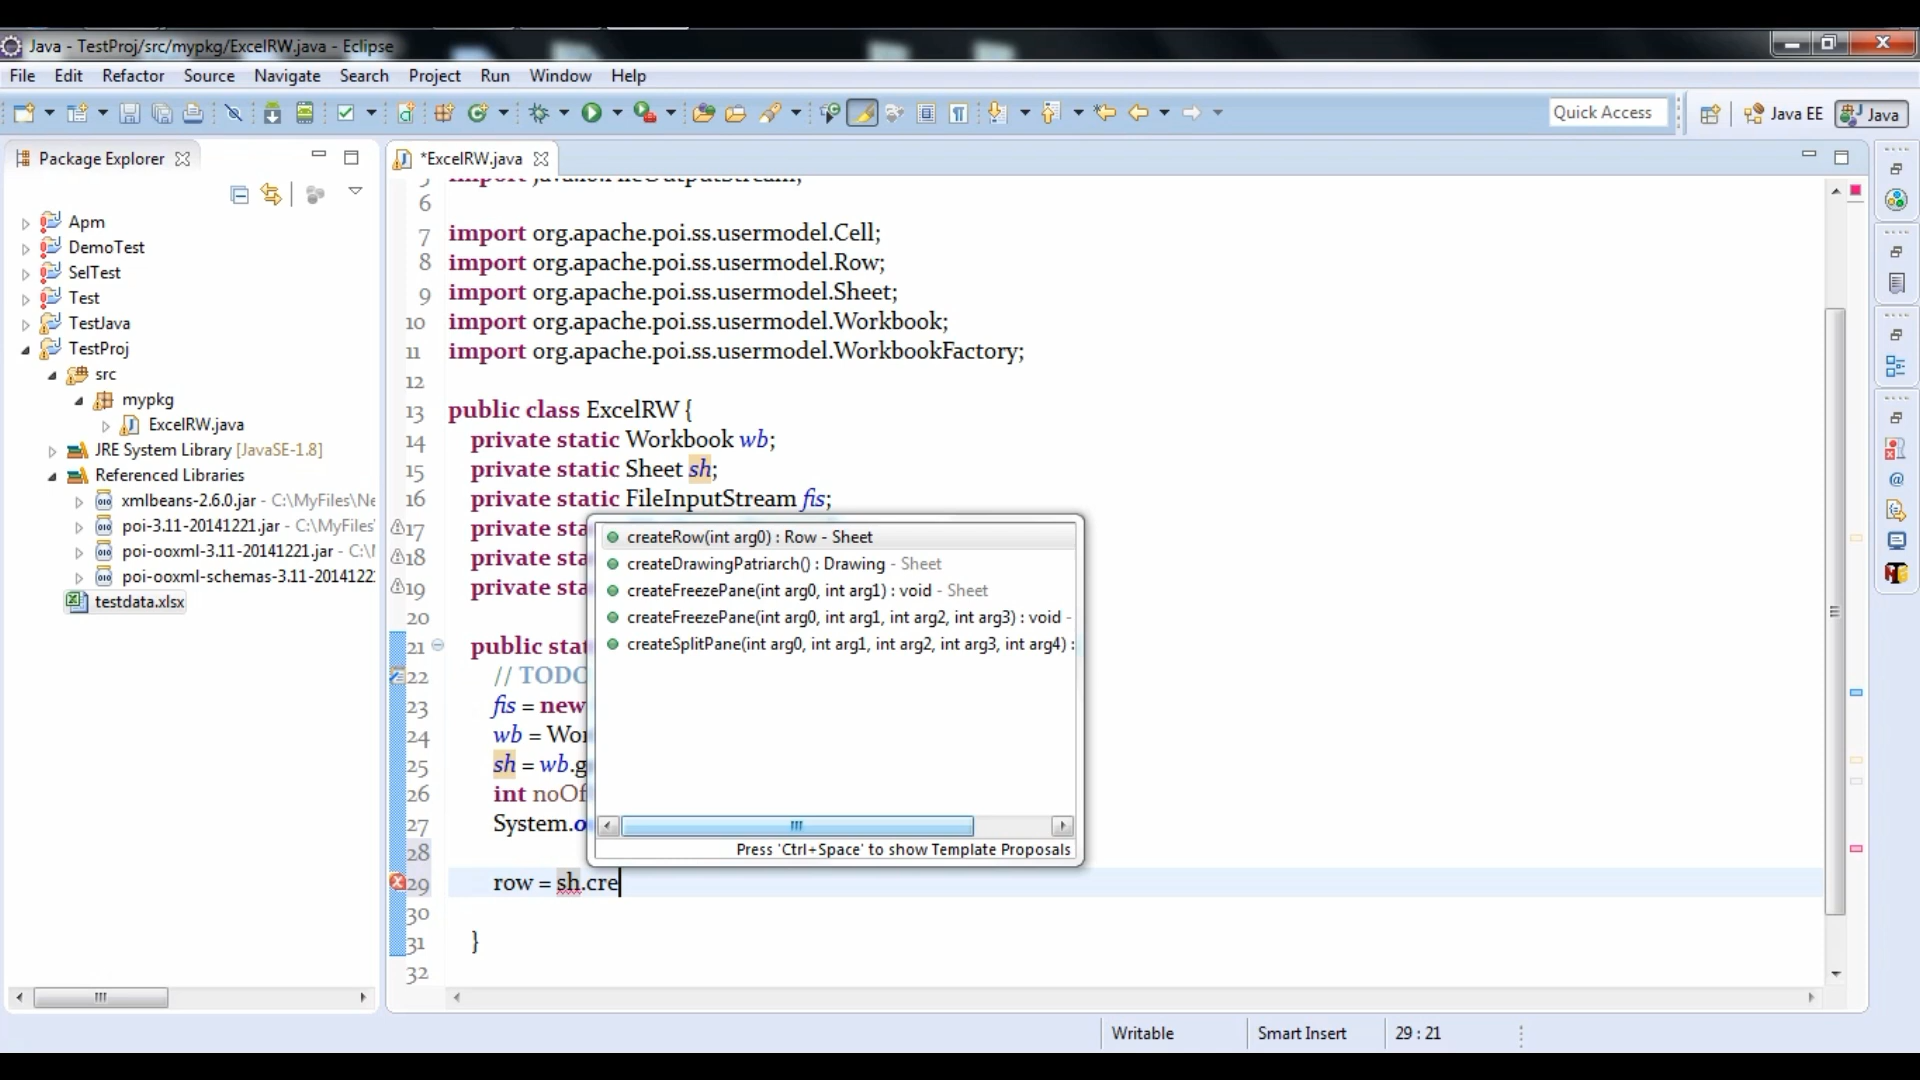 Java - TestProj/src/mypkg/ExcelRW.java - Eclipse
File Edit Refactor Source Navigate Search Project Run Window Help
Quick Access
Java EE
Java
Package Explorer
Apm
DemoTest
SelTest
Test
TestJava
TestProj
src
mypkg
ExcelRW.java
JRE System Library [JavaSE-1.8]
Referenced Libraries
xmlbeans-2.6.0.jar - C:\MyFiles\Ne
poi-3.11-20141221.jar - C:\MyFiles
poi-ooxml-3.11-20141221.jar - C:\
poi-ooxml-schemas-3.11-2014122
testdata.xlsx
*ExcelRW.java
5 import java.io.FileOutputStream;
6
7 import org.apache.poi.ss.usermodel.Cell;
8 import org.apache.poi.ss.usermodel.Row;
9 import org.apache.poi.ss.usermodel.Sheet;
10 import org.apache.poi.ss.usermodel.Workbook;
11 import org.apache.poi.ss.usermodel.WorkbookFactory;
12
13 public class ExcelRW {
14 private static Workbook wb;
15 private static Sheet sh;
16 private static FileInputStream fis;
17 private sta
18 private sta
19 private sta
20
21 public stat
22 // TODO
23 fis = new
24 wb = Wor
25 sh = wb.g
26 int noOf
27 System.o
28
29 row = sh.cre
30
31 }
32
createRow(int arg0) : Row - Sheet
createDrawingPatriarch() : Drawing - Sheet
createFreezePane(int arg0, int arg1) : void - Sheet
createFreezePane(int arg0, int arg1, int arg2, int arg3) : void -
createSplitPane(int arg0, int arg1, int arg2, int arg3, int arg4) :
Press 'Ctrl+Space' to show Template Proposals
Writable
Smart Insert
29 : 21